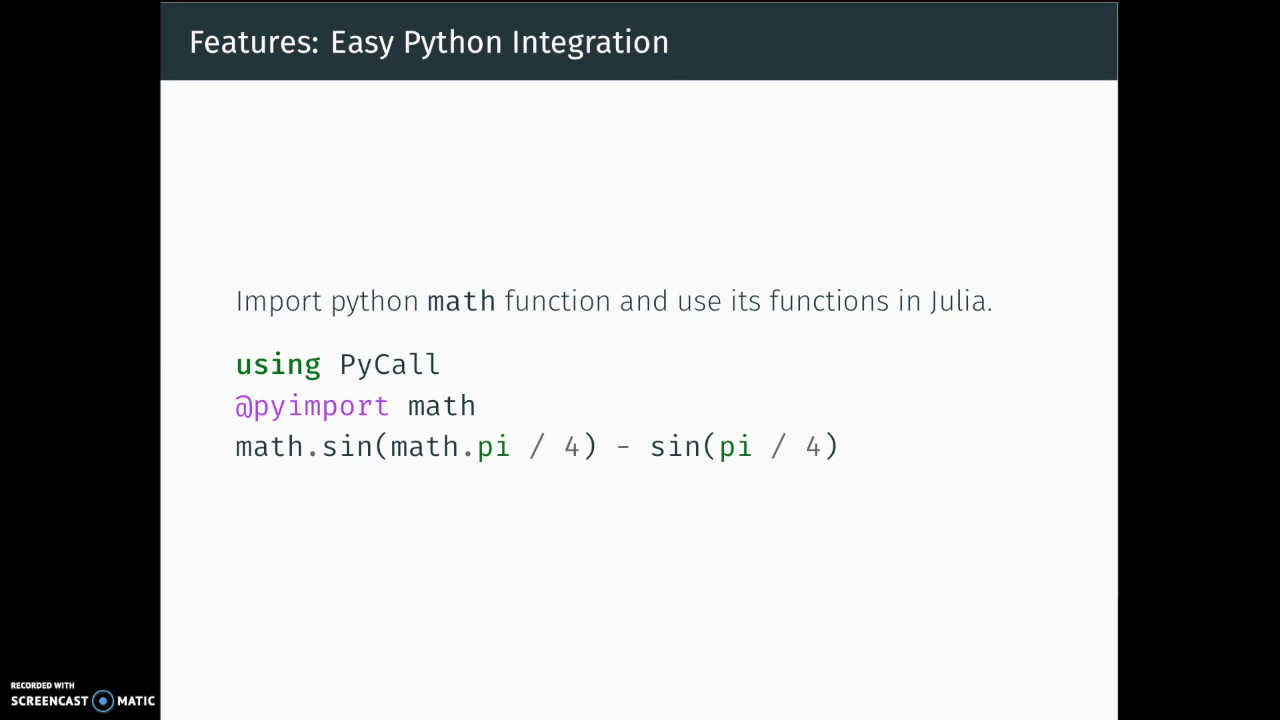 Features: Easy Python Integration
Import python math function and use its functions in Julia.
using PyCall
@pyimport math
math.sin(math.pi / 4) - sin(pi / 4)
RECORDED WITH
SCREENCAST MATIC